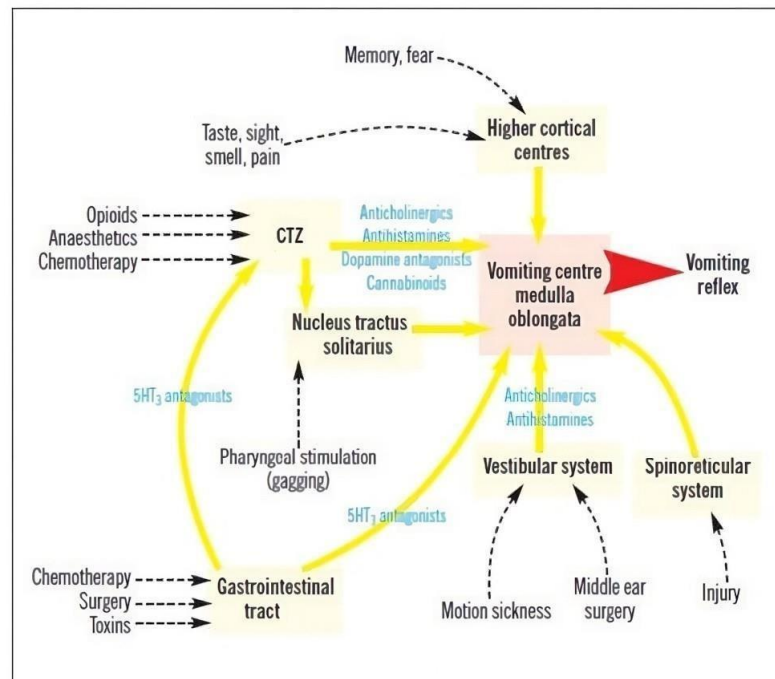 Memory, fear
Taste, sight,
smell, pain
Higher cortical
centres
Opioids
Anaesthetics
Chemotherapy
CTZ
Anticholinergics
Antihistamines
Dopamine antagonists
Cannabinoids
Vomiting centre
medulla
oblongata
Vomiting
reflex
Nucleus tractus
solitarius
5HT₃ antagonists
Pharyngeal stimulation
(gagging)
Anticholinergics
Antihistamines
Vestibular system
Spinoreticular
system
5HT₃ antagonists
Chemotherapy
Surgery
Toxins
Gastrointestinal
tract
Motion sickness
Middle ear
surgery
Injury